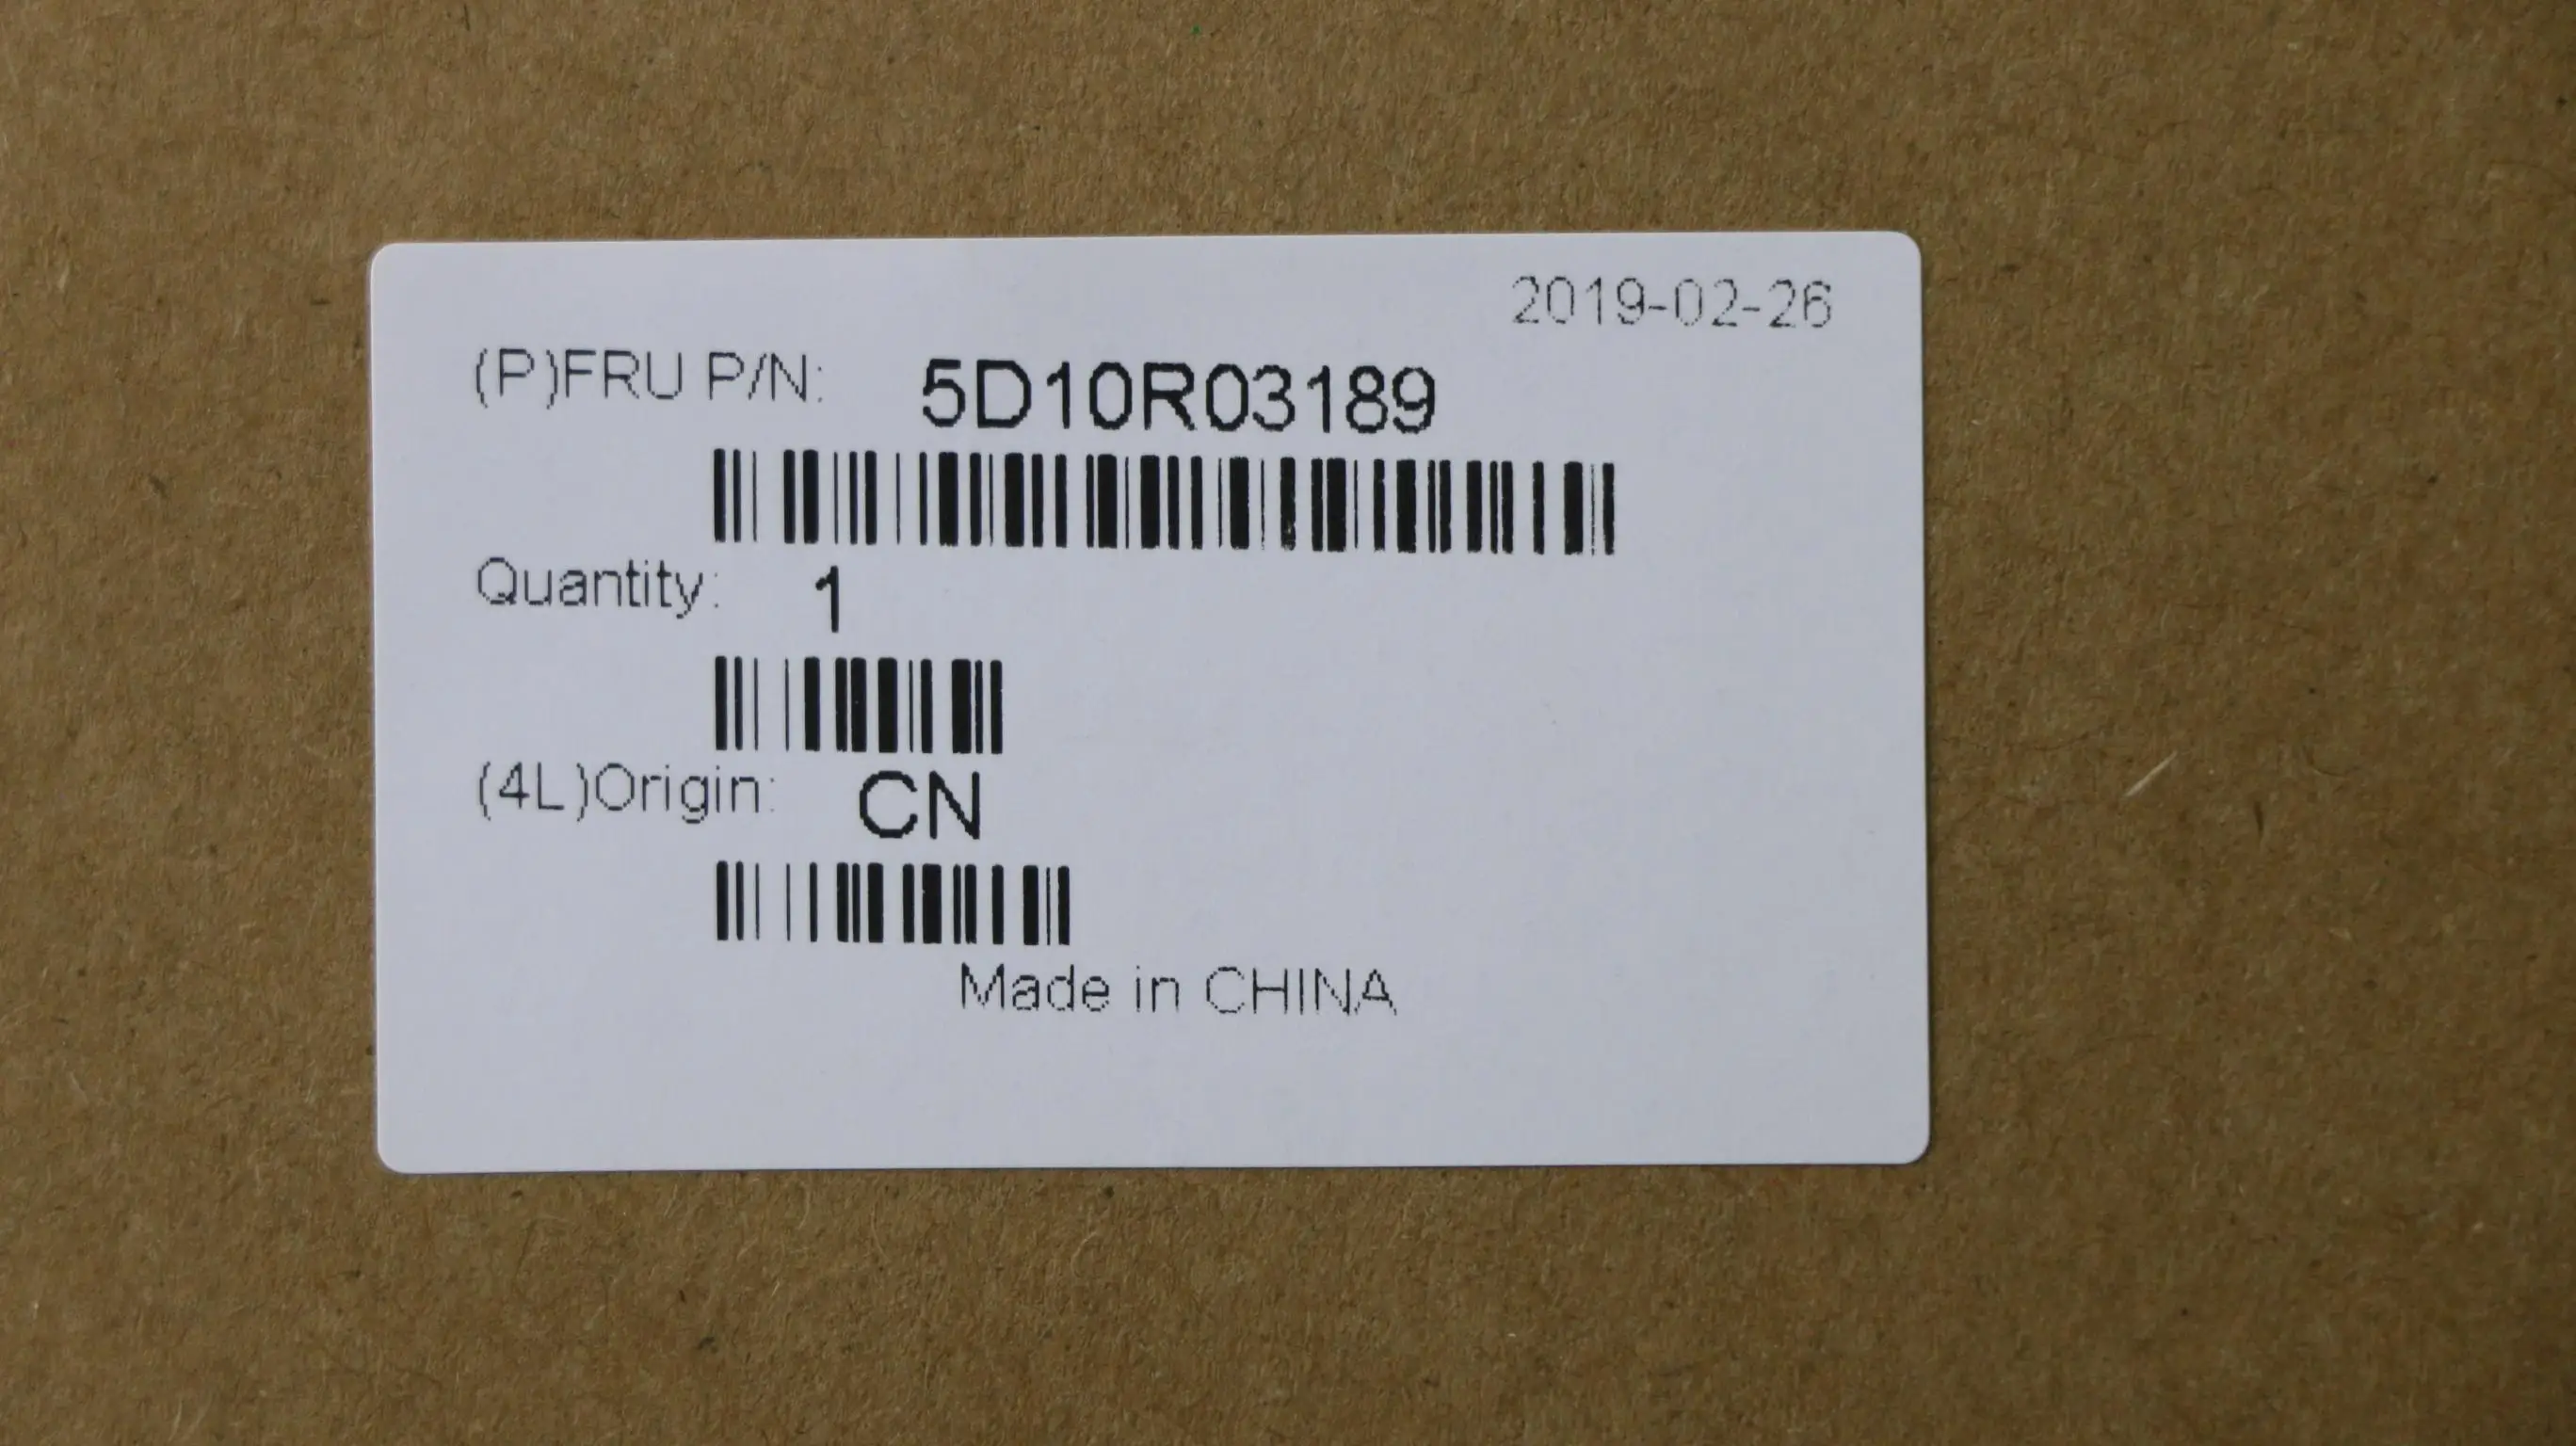 2019-02-26
(P)FRU P/N: 5D10R03189
Quantity: 1
(4L)Origin: CN
Made in CHINA